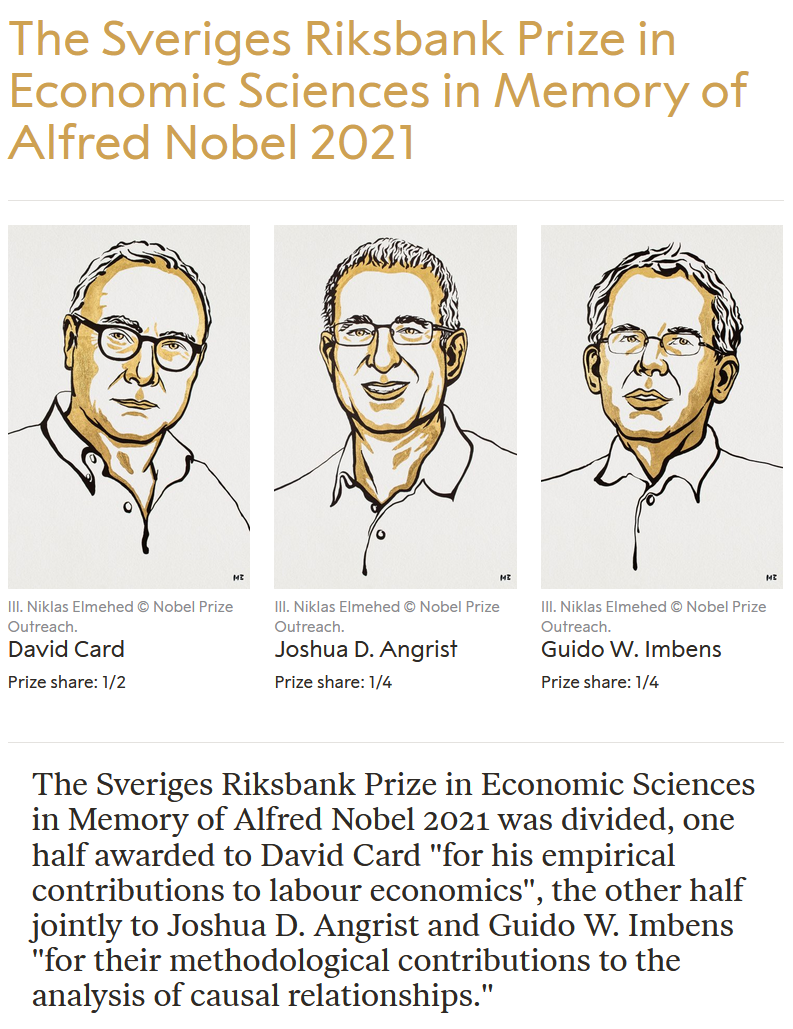 The Sveriges Riksbank Prize in
Economic Sciences in Memory of
Alfred Nobel 2021
Ill. Niklas Elmehed © Nobel Prize
Outreach.
David Card
Prize share: 1/2
Ill. Niklas Elmehed © Nobel Prize
Outreach.
Joshua D. Angrist
Prize share: 1/4
Ill. Niklas Elmehed © Nobel Prize
Outreach.
Guido W. Imbens
Prize share: 1/4
The Sveriges Riksbank Prize in Economic Sciences
in Memory of Alfred Nobel 2021 was divided, one
half awarded to David Card "for his empirical
contributions to labour economics", the other half
jointly to Joshua D. Angrist and Guido W. Imbens
"for their methodological contributions to the
analysis of causal relationships."